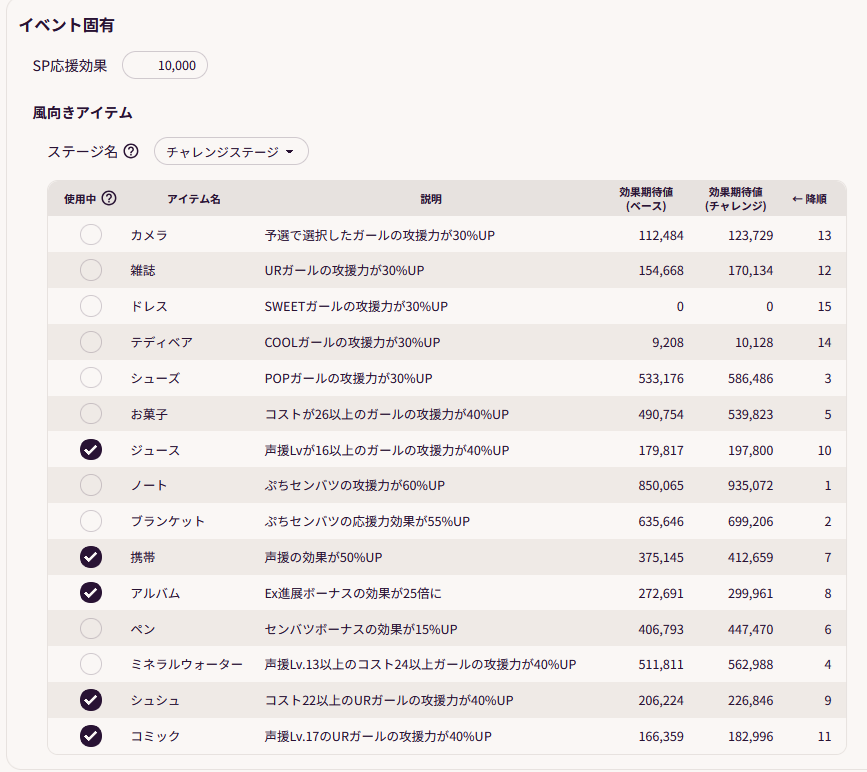 イベント固有
SP応援効果 10,000
風向きアイテム
ステージ名 ? チャレンジステージ
使用中 ? アイテム名 説明 効果期待値 (ベース) 効果期待値 (チャレンジ) ← 降順
カメラ 予選で選択したガールの攻援力が30%UP 112,484 123,729 13
雑誌 URガールの攻援力が30%UP 154,668 170,134 12
ドレス SWEETガールの攻援力が30%UP 0 0 15
テディベア COOLガールの攻援力が30%UP 9,208 10,128 14
シューズ POPガールの攻援力が30%UP 533,176 586,486 3
お菓子 コストが26以上のガールの攻援力が40%UP 490,754 539,823 5
ジュース 声援Lvが16以上のガールの攻援力が40%UP 179,817 197,800 10
ノート ぷちセンバツの攻援力が60%UP 850,065 935,072 1
ブランケット ぷちセンバツの応援力効果が55%UP 635,646 699,206 2
携帯 声援の効果が50%UP 375,145 412,659 7
アルバム Ex進展ボーナスの効果が25倍に 272,691 299,961 8
ペン センバツボーナスの効果が15%UP 406,793 447,470 6
ミネラルウォーター 声援Lv.13以上のコスト24以上ガールの攻援力が40%UP 511,811 562,988 4
シュシュ コスト22以上のURガールの攻援力が40%UP 206,224 226,846 9
コミック 声援Lv.17のURガールの攻援力が40%UP 166,359 182,996 11